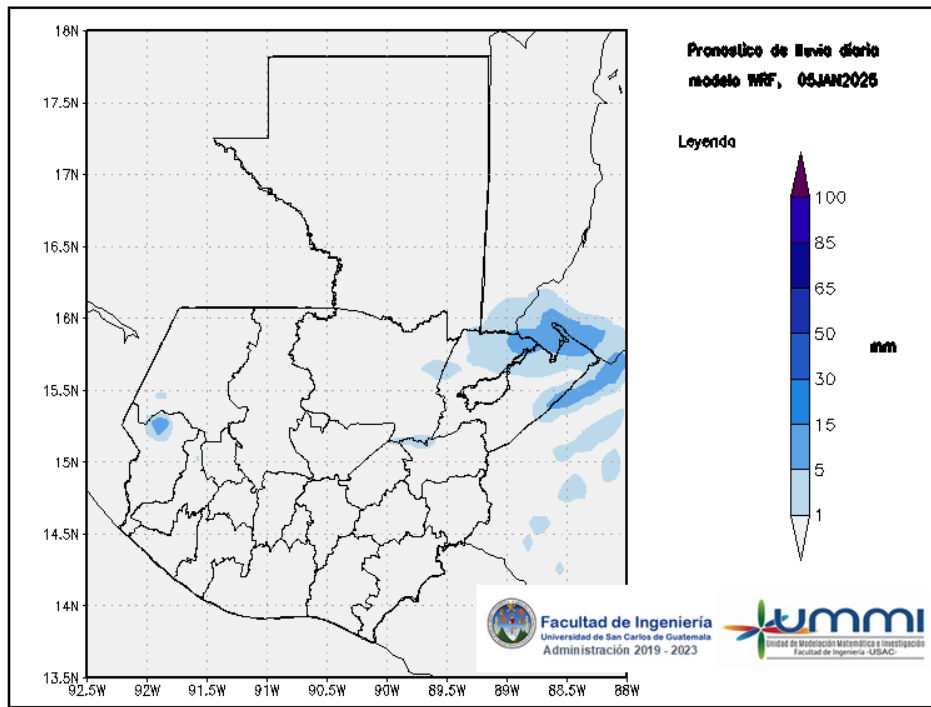 Pronostico de lluvia diaria
modelo WRF, 05JAN2025
Leyenda
100
85
65
50
30
15
5
1
mm
18N
17.5N
17N
16.5N
16N
15.5N
15N
14.5N
14N
13.5N
92.5W
92W
91.5W
91W
90.5W
90W
89.5W
89W
88.5W
88W
Facultad de Ingeniería
Universidad de San Carlos de Guatemala
Administración 2019 - 2023
UMMI
Unidad de Modelación Matemática e Investigación
Facultad de Ingeniería -USAC-